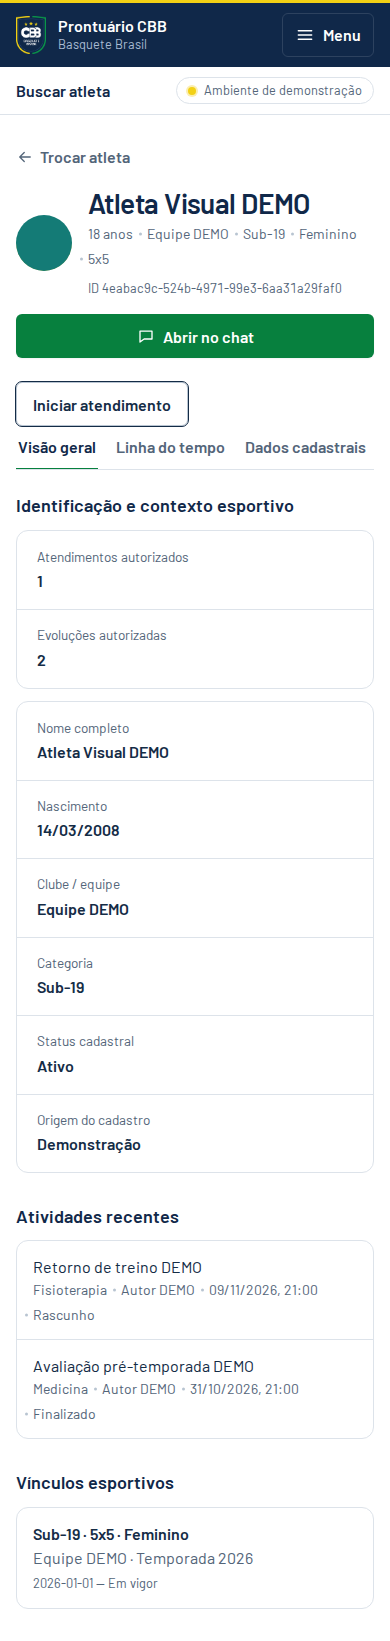 CBB
Prontuário CBB
Basquete Brasil
Menu
Buscar atleta
Ambiente de demonstração
Trocar atleta
Atleta Visual DEMO
18 anos • Equipe DEMO • Sub-19 • Feminino
• 5x5
ID 4eabac9c-524b-4971-99e3-6aa31a29faf0
Abrir no chat
Iniciar atendimento
Visão geral
Linha do tempo
Dados cadastrais
Identificação e contexto esportivo
Atendimentos autorizados
1
Evoluções autorizadas
2
Nome completo
Atleta Visual DEMO
Nascimento
14/03/2008
Clube / equipe
Equipe DEMO
Categoria
Sub-19
Status cadastral
Ativo
Origem do cadastro
Demonstração
Atividades recentes
Retorno de treino DEMO
Fisioterapia • Autor DEMO • 09/11/2026, 21:00
• Rascunho
Avaliação pré-temporada DEMO
Medicina • Autor DEMO • 31/10/2026, 21:00
• Finalizado
Vínculos esportivos
Sub-19 · 5x5 · Feminino
Equipe DEMO · Temporada 2026
2026-01-01 — Em vigor